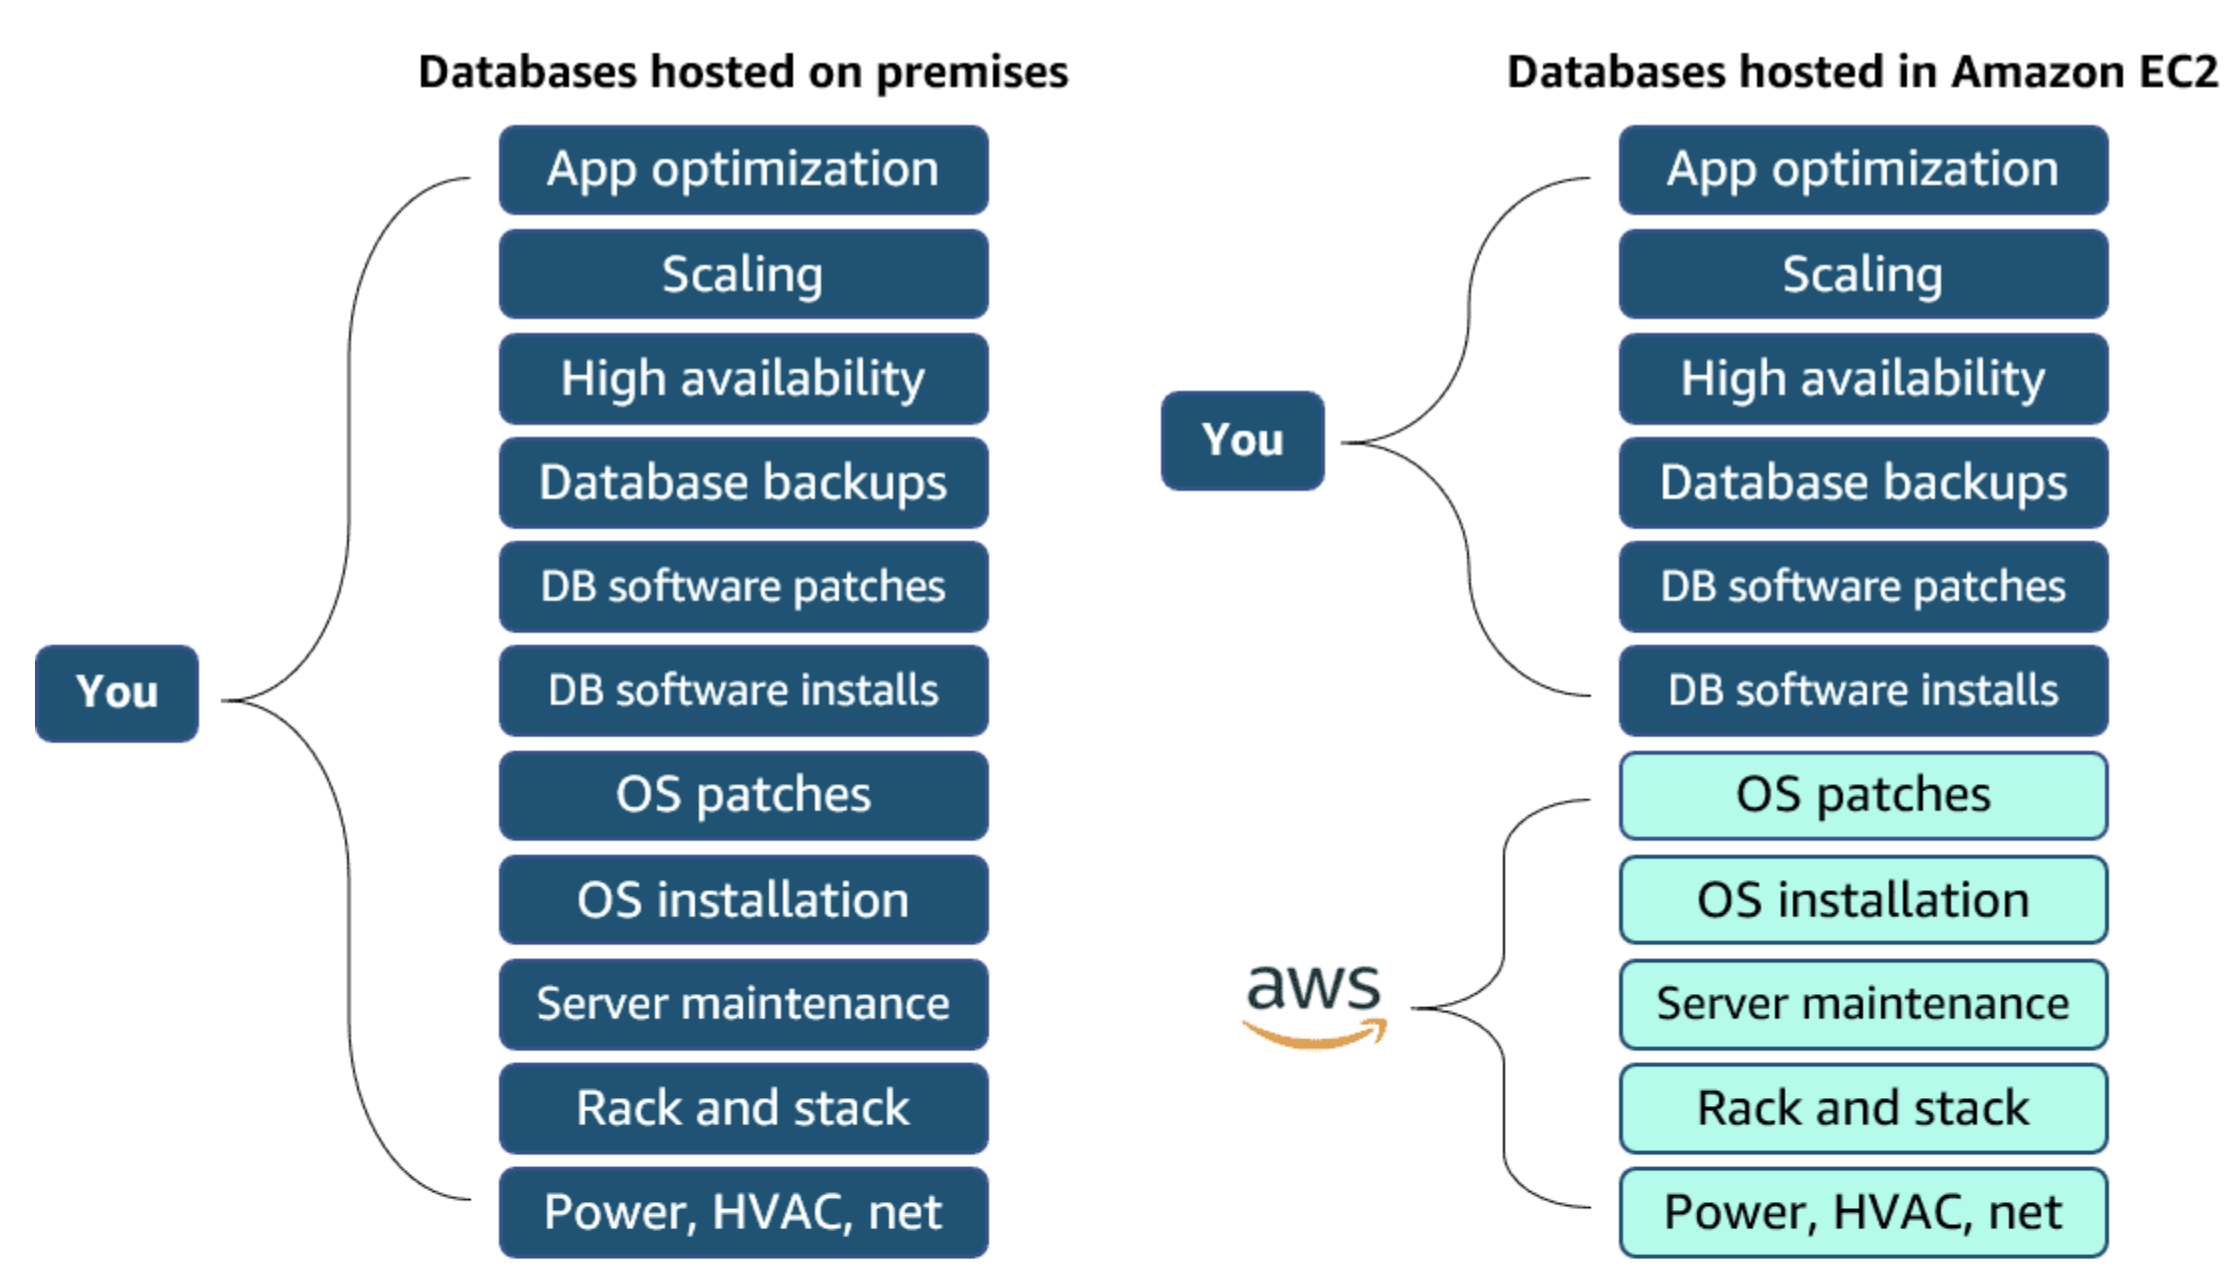 Databases hosted on premises
App optimization
Scaling
High availability
Database backups
DB software patches
DB software installs
OS patches
OS installation
Server maintenance
Rack and stack
Power, HVAC, net
You
Databases hosted in Amazon EC2
App optimization
Scaling
High availability
Database backups
DB software patches
DB software installs
OS patches
OS installation
Server maintenance
Rack and stack
Power, HVAC, net
You
aws